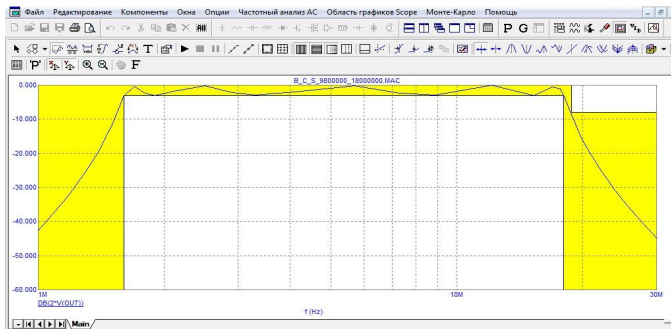 Файл Редактирование Компоненты Окна Опции Частотный анализ AC Область графиков Scope Монте-Карло Помощь
T P G
'P' F
B_C_S_9800000_18000000.MAC
0.000
-10.000
-20.000
-30.000
-40.000
-50.000
-60.000
1M 10M 30M
DB(2*V(OUT))
f (Hz)
Main